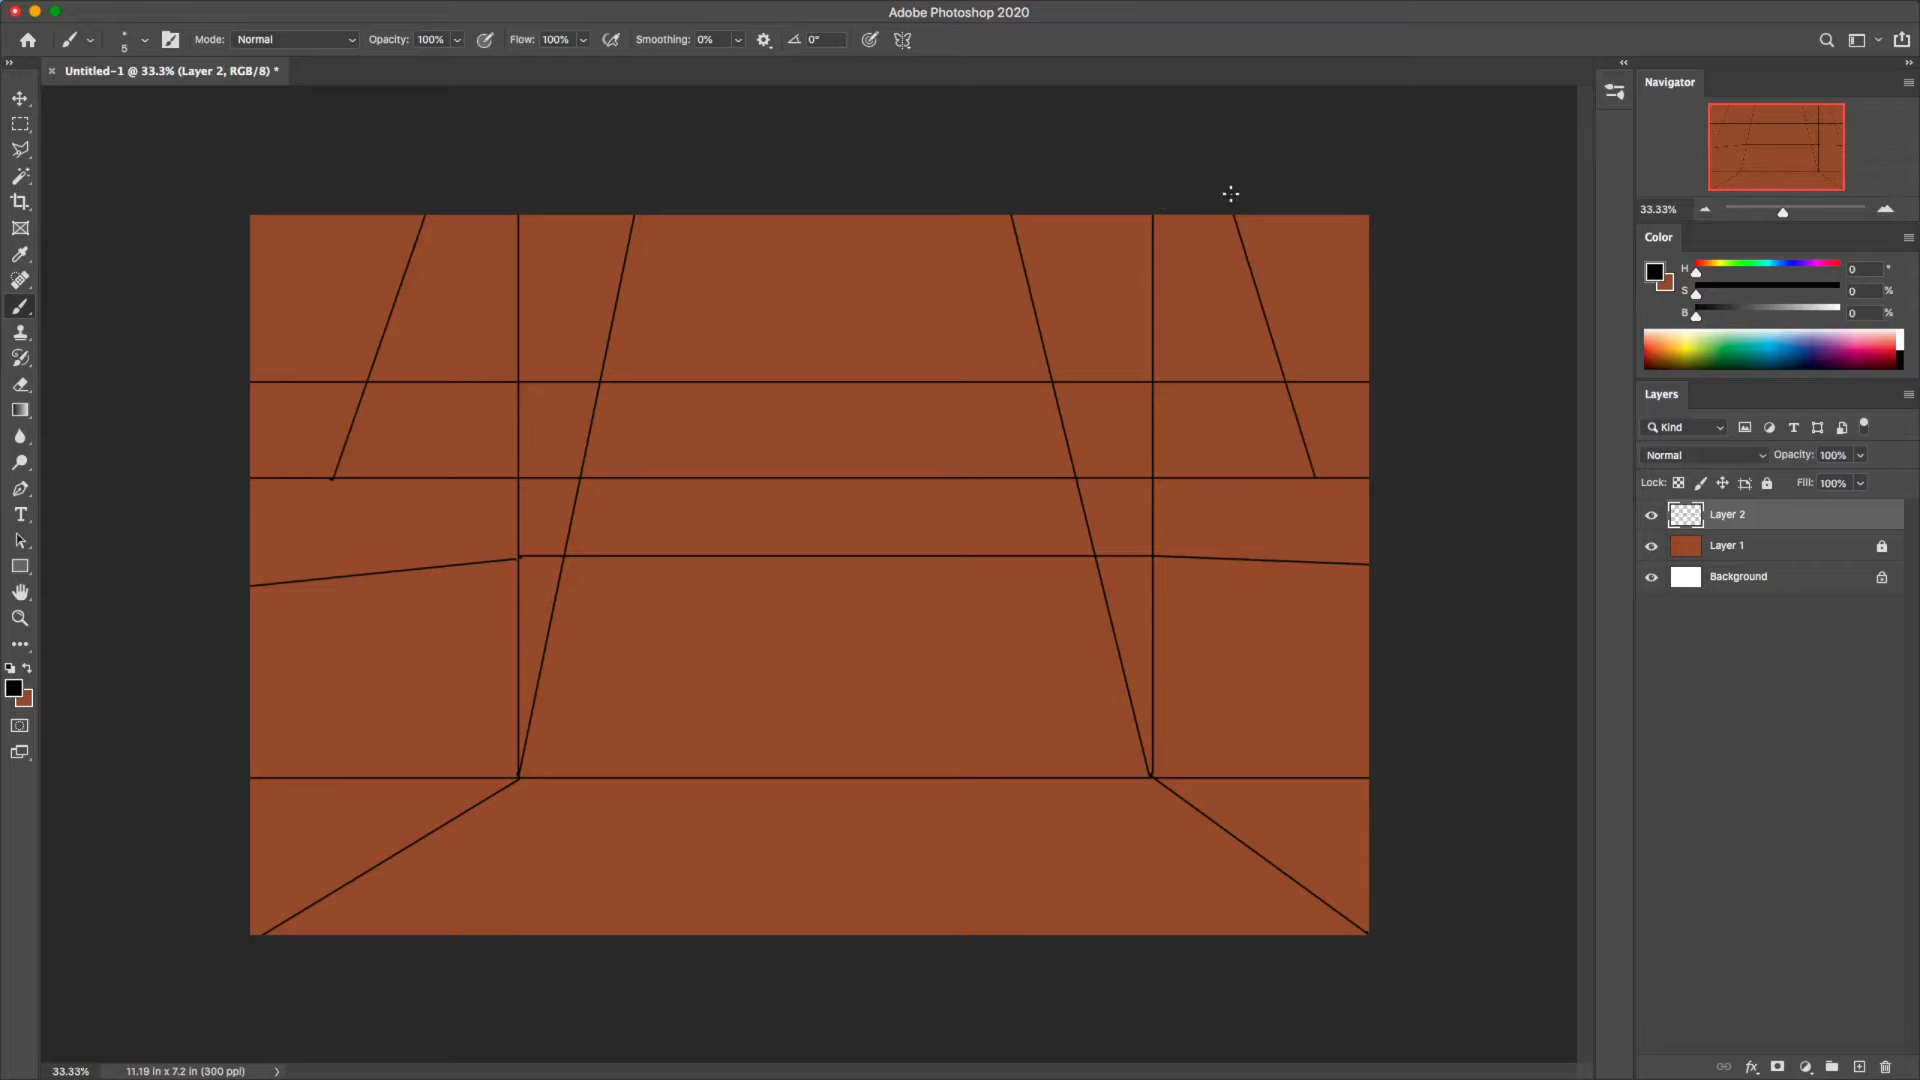 Adobe Photoshop 2020
5
Mode: Normal
Opacity: 100%
Flow: 100%
Smoothing: 0%
0°
Untitled-1 @ 33.3% (Layer 2, RGB/8) *
Navigator
33.33%
Color
H 0 °
S 0 %
B 0 %
Layers
Kind
Normal Opacity: 100%
Lock: Fill: 100%
Layer 2
Layer 1
Background
33.33% 11.19 in x 7.2 in (300 ppi)